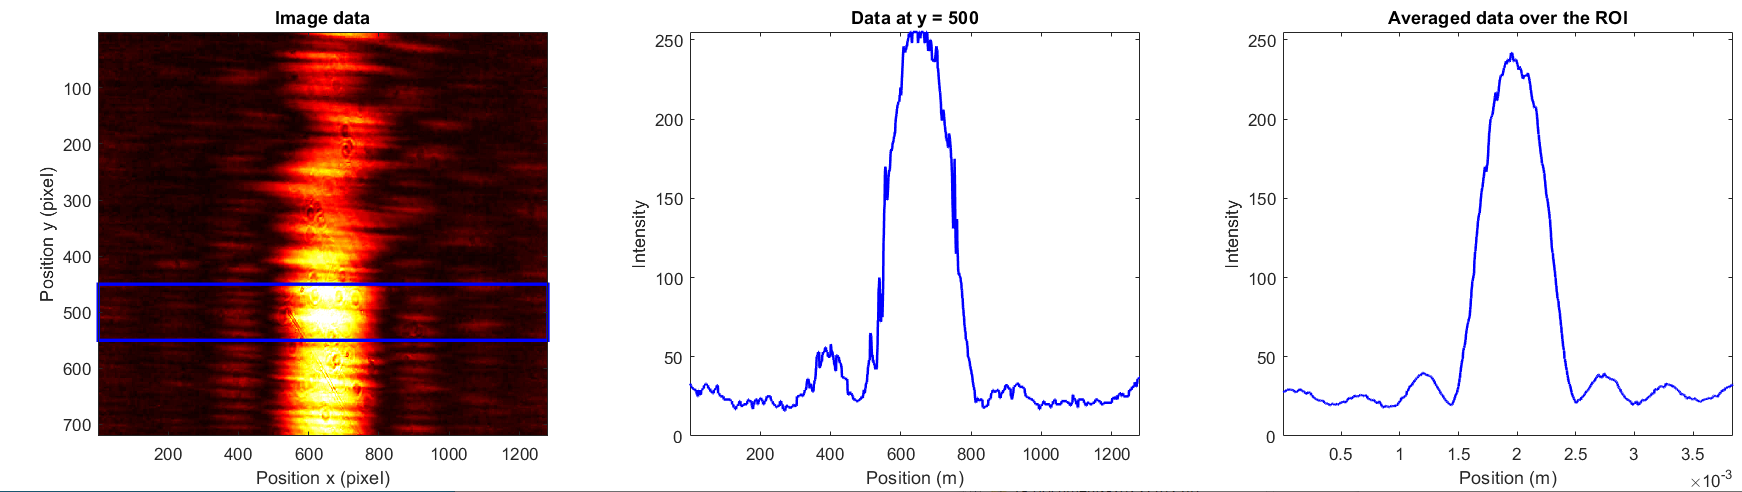 Image data
Position y (pixel)
100
200
300
400
500
600
700
200 400 600 800 1000 1200
Position x (pixel)
Data at y = 500
Intensity
250
200
150
100
50
0
200 400 600 800 1000 1200
Position (m)
Averaged data over the ROI
Intensity
250
200
150
100
50
0
0.5 1 1.5 2 2.5 3 3.5
Position (m)
×10⁻³